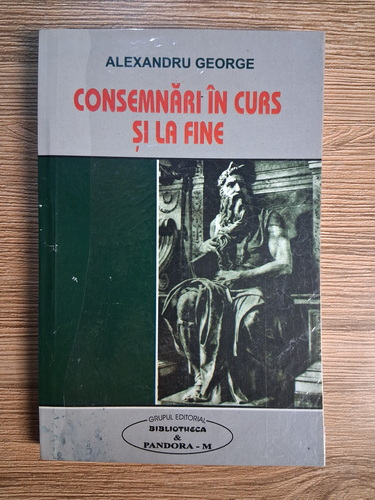 ALEXANDRU GEORGE
CONSEMNĂRI ÎN CURS
ȘI LA FINE
GRUPUL EDITORIAL
BIBLIOTHECA
&
PANDORA - M